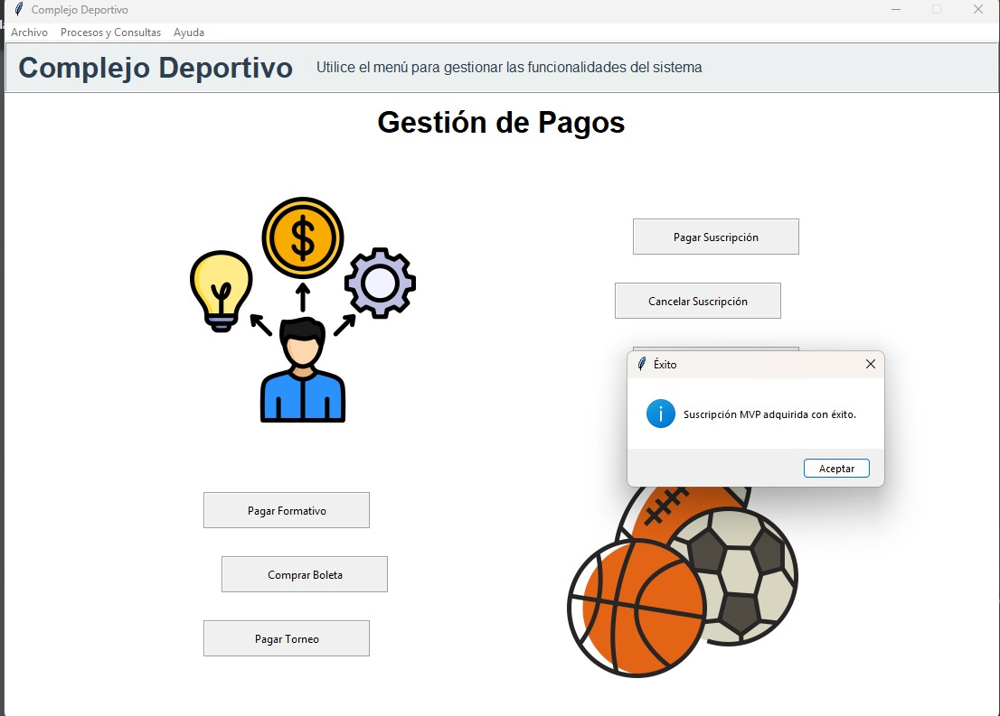 Complejo Deportivo
Archivo Procesos y Consultas Ayuda
Complejo Deportivo Utilice el menú para gestionar las funcionalidades del sistema
Gestión de Pagos
$
Pagar Suscripción
Cancelar Suscripción
Éxito
i
Suscripción MVP adquirida con éxito.
Aceptar
Pagar Formativo
Comprar Boleta
Pagar Torneo